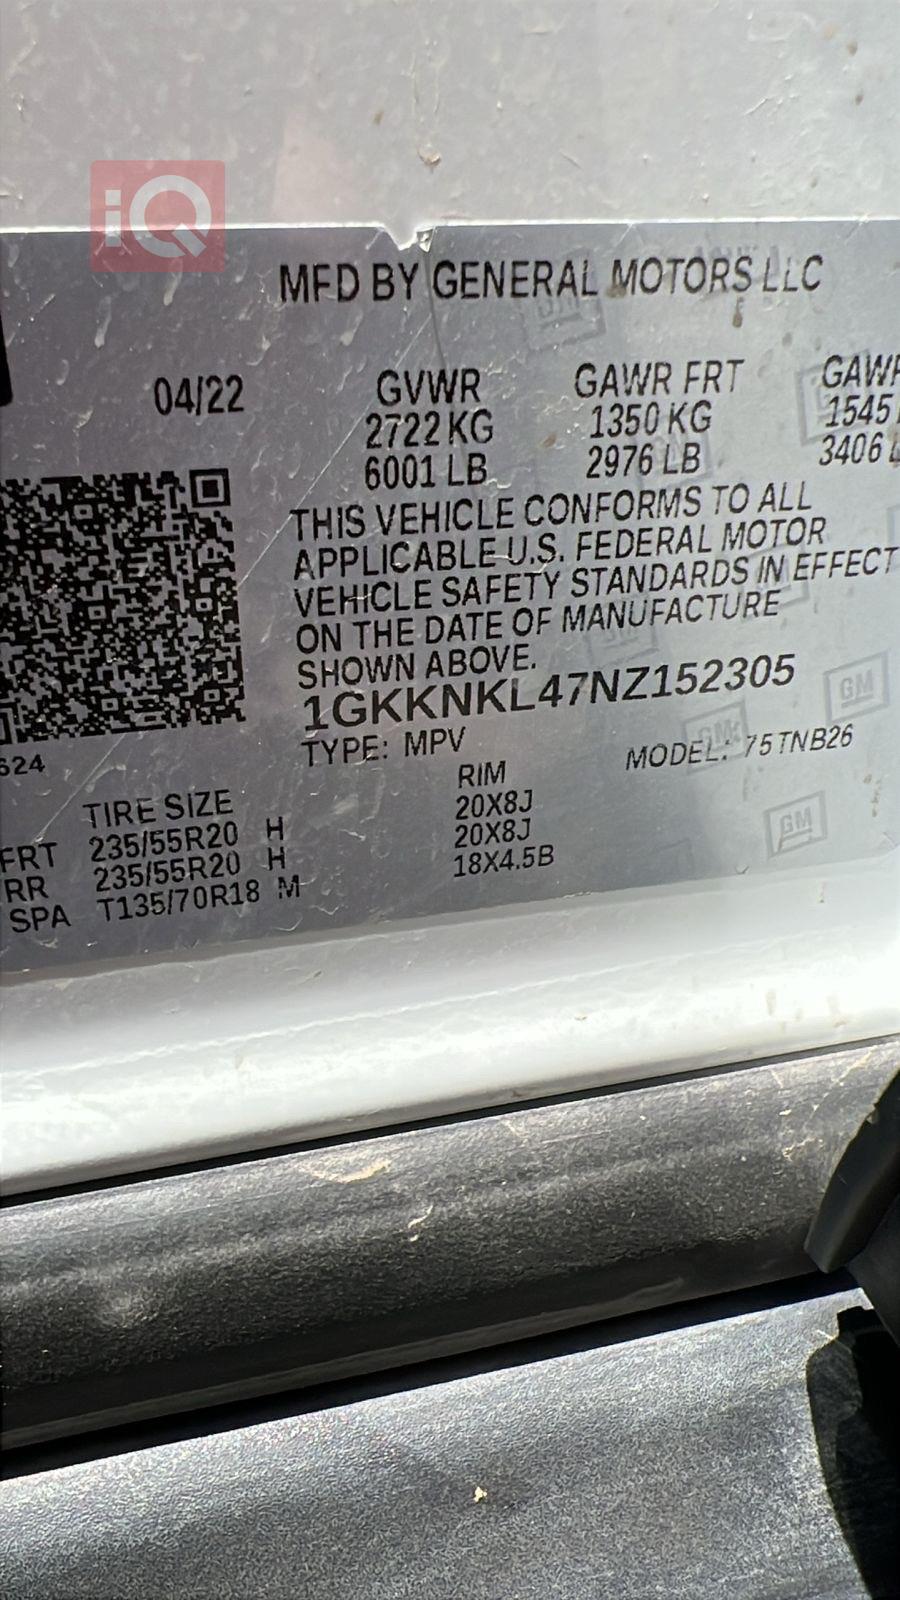 iQ
MFD BY GENERAL MOTORS LLC
04/22 GVWR GAWR FRT GAWR
2722 KG 1350 KG 1545
6001 LB 2976 LB 3406 L
THIS VEHICLE CONFORMS TO ALL
APPLICABLE U.S. FEDERAL MOTOR
VEHICLE SAFETY STANDARDS IN EFFECT
ON THE DATE OF MANUFACTURE
SHOWN ABOVE.
1GKKNKL47NZ152305
624 TYPE: MPV MODEL: 75TNB26
TIRE SIZE RIM
FRT 235/55R20 H 20X8J
RR 235/55R20 H 20X8J
SPA T135/70R18 M 18X4.5B
GM
GM
GM
GM